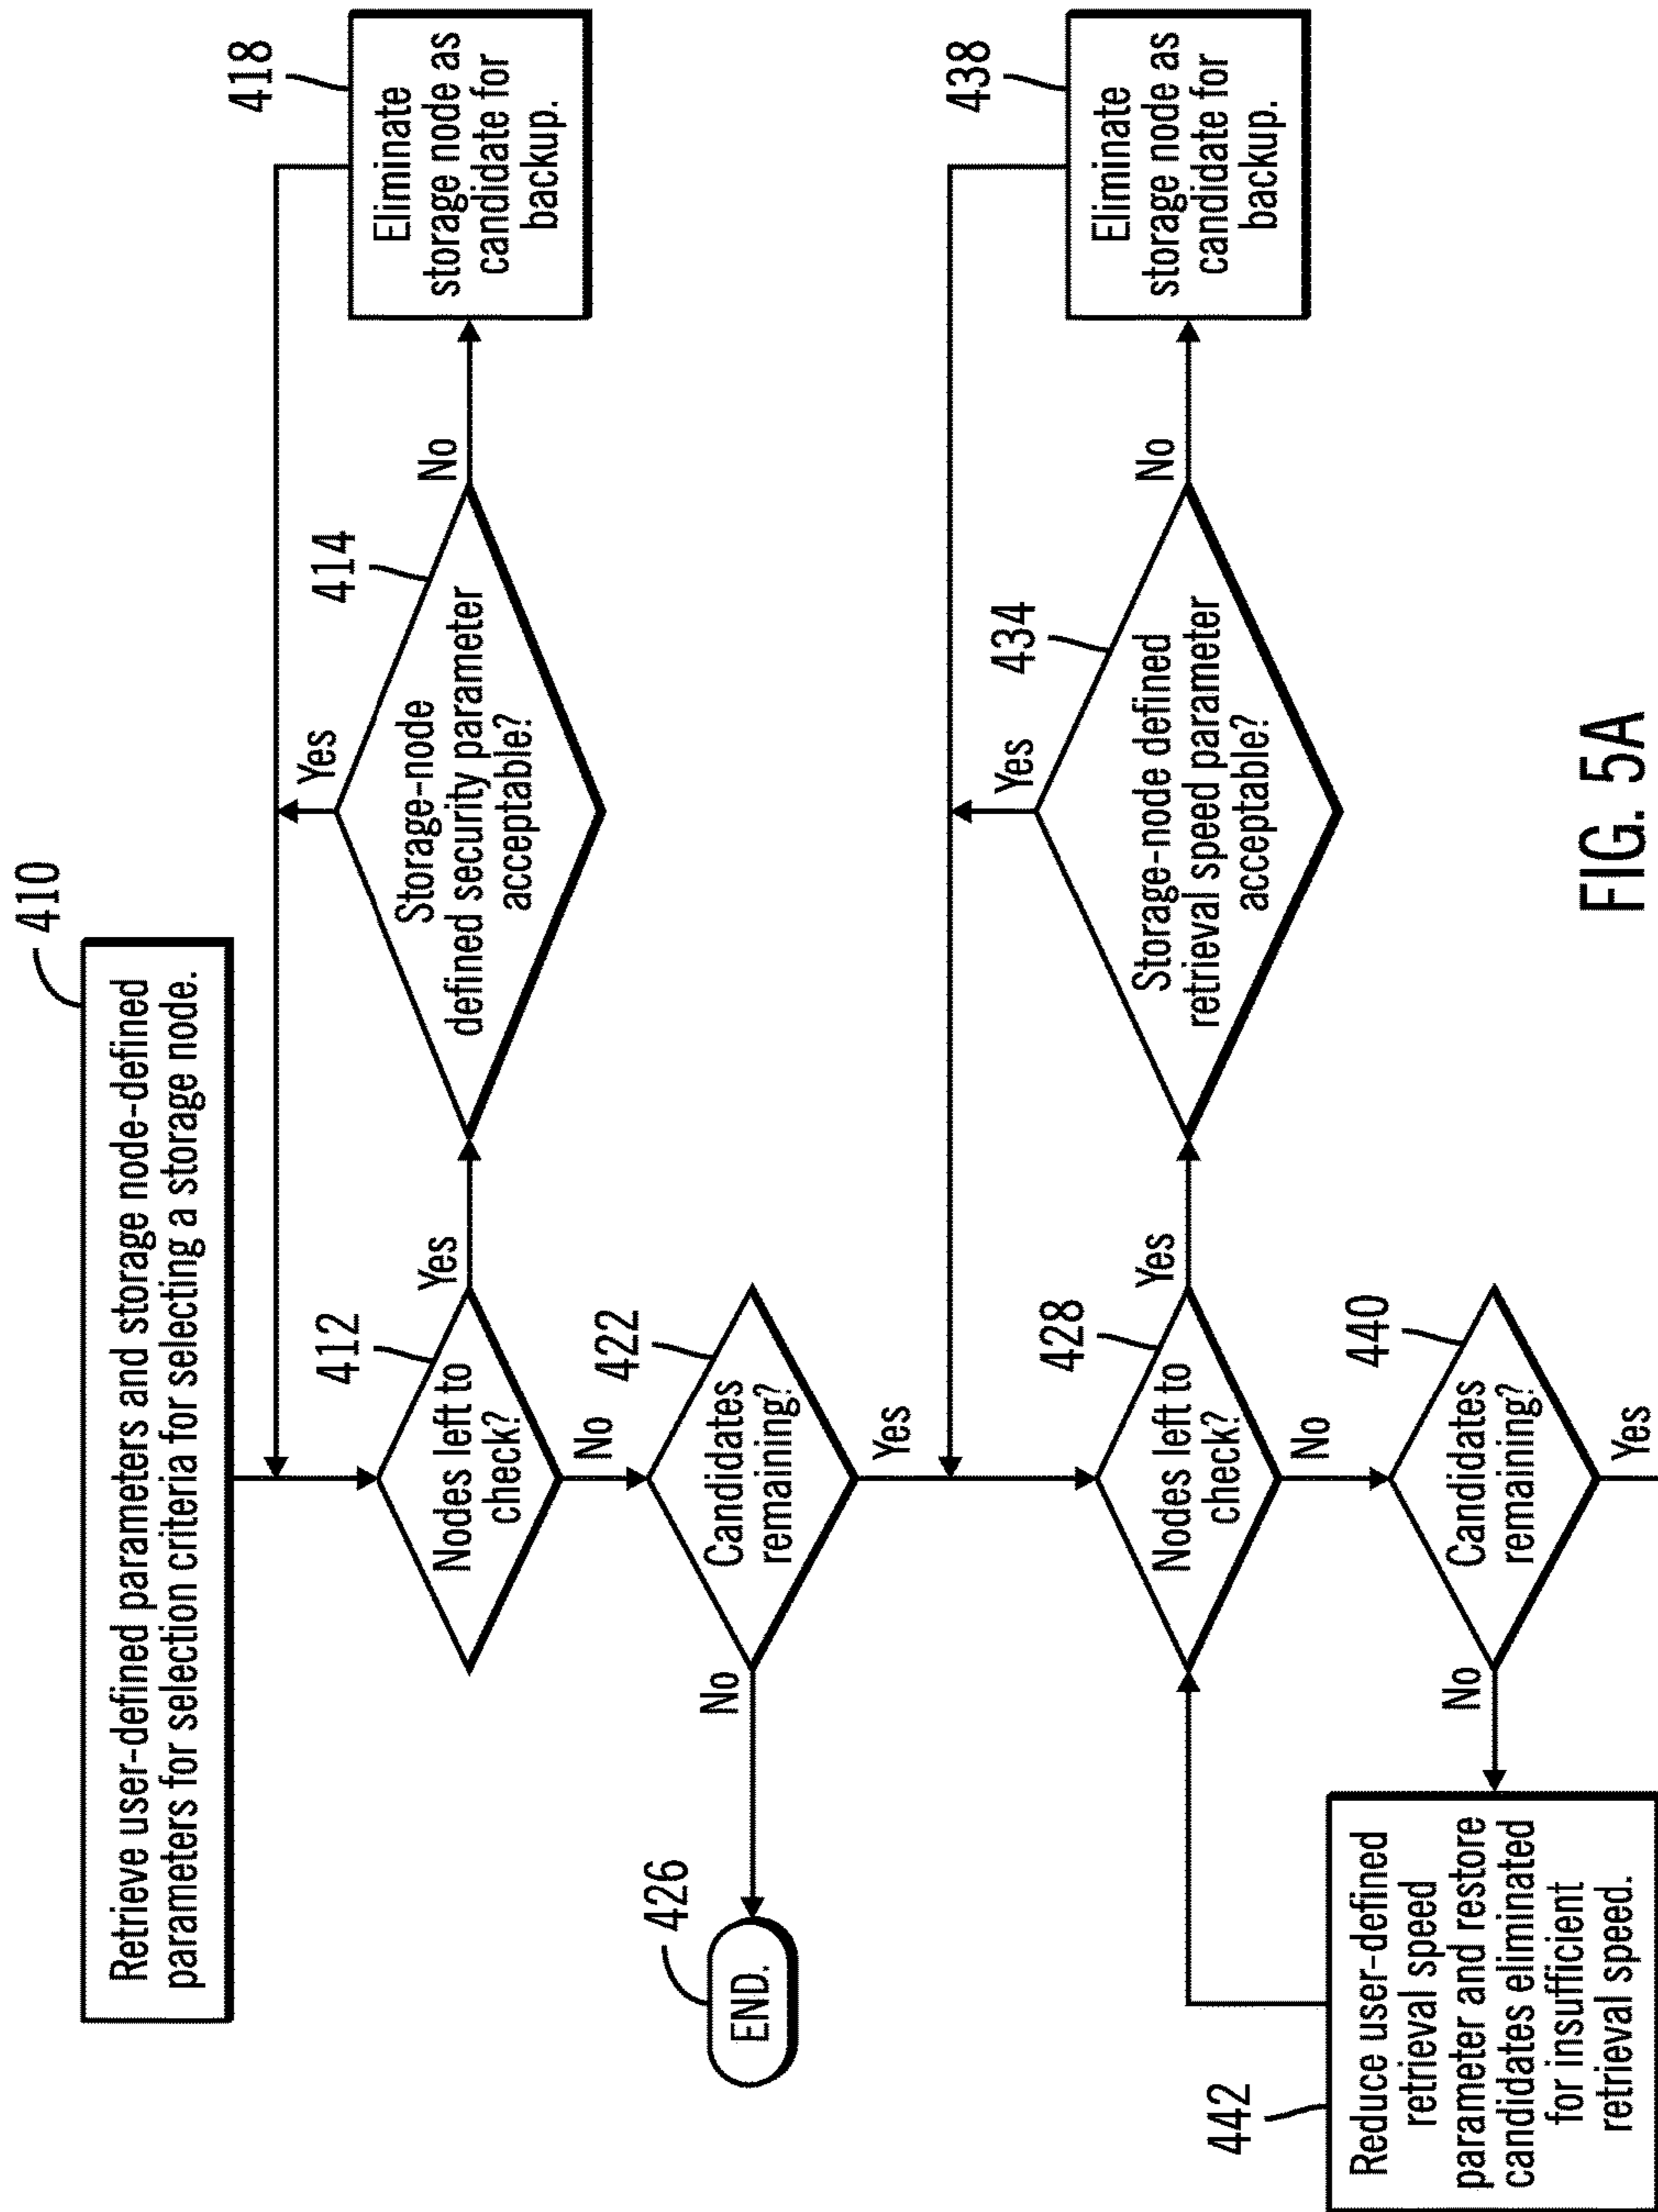 410
Retrieve user-defined parameters and storage node-defined
parameters for selection criteria for selecting a storage node.
412
Nodes left to
check?
Yes
No
414
Storage-node
defined security parameter
acceptable?
Yes
No
418
Eliminate
storage node as
candidate for
backup.
422
Candidates
remaining?
No
Yes
426
END.
428
Nodes left to
check?
Yes
No
434
Storage-node defined
retrieval speed parameter
acceptable?
Yes
No
438
Eliminate
storage node as
candidate for
backup.
440
Candidates
remaining?
No
Yes
442
Reduce user-defined
retrieval speed
parameter and restore
candidates eliminated
for insufficient
retrieval speed.
FIG. 5A